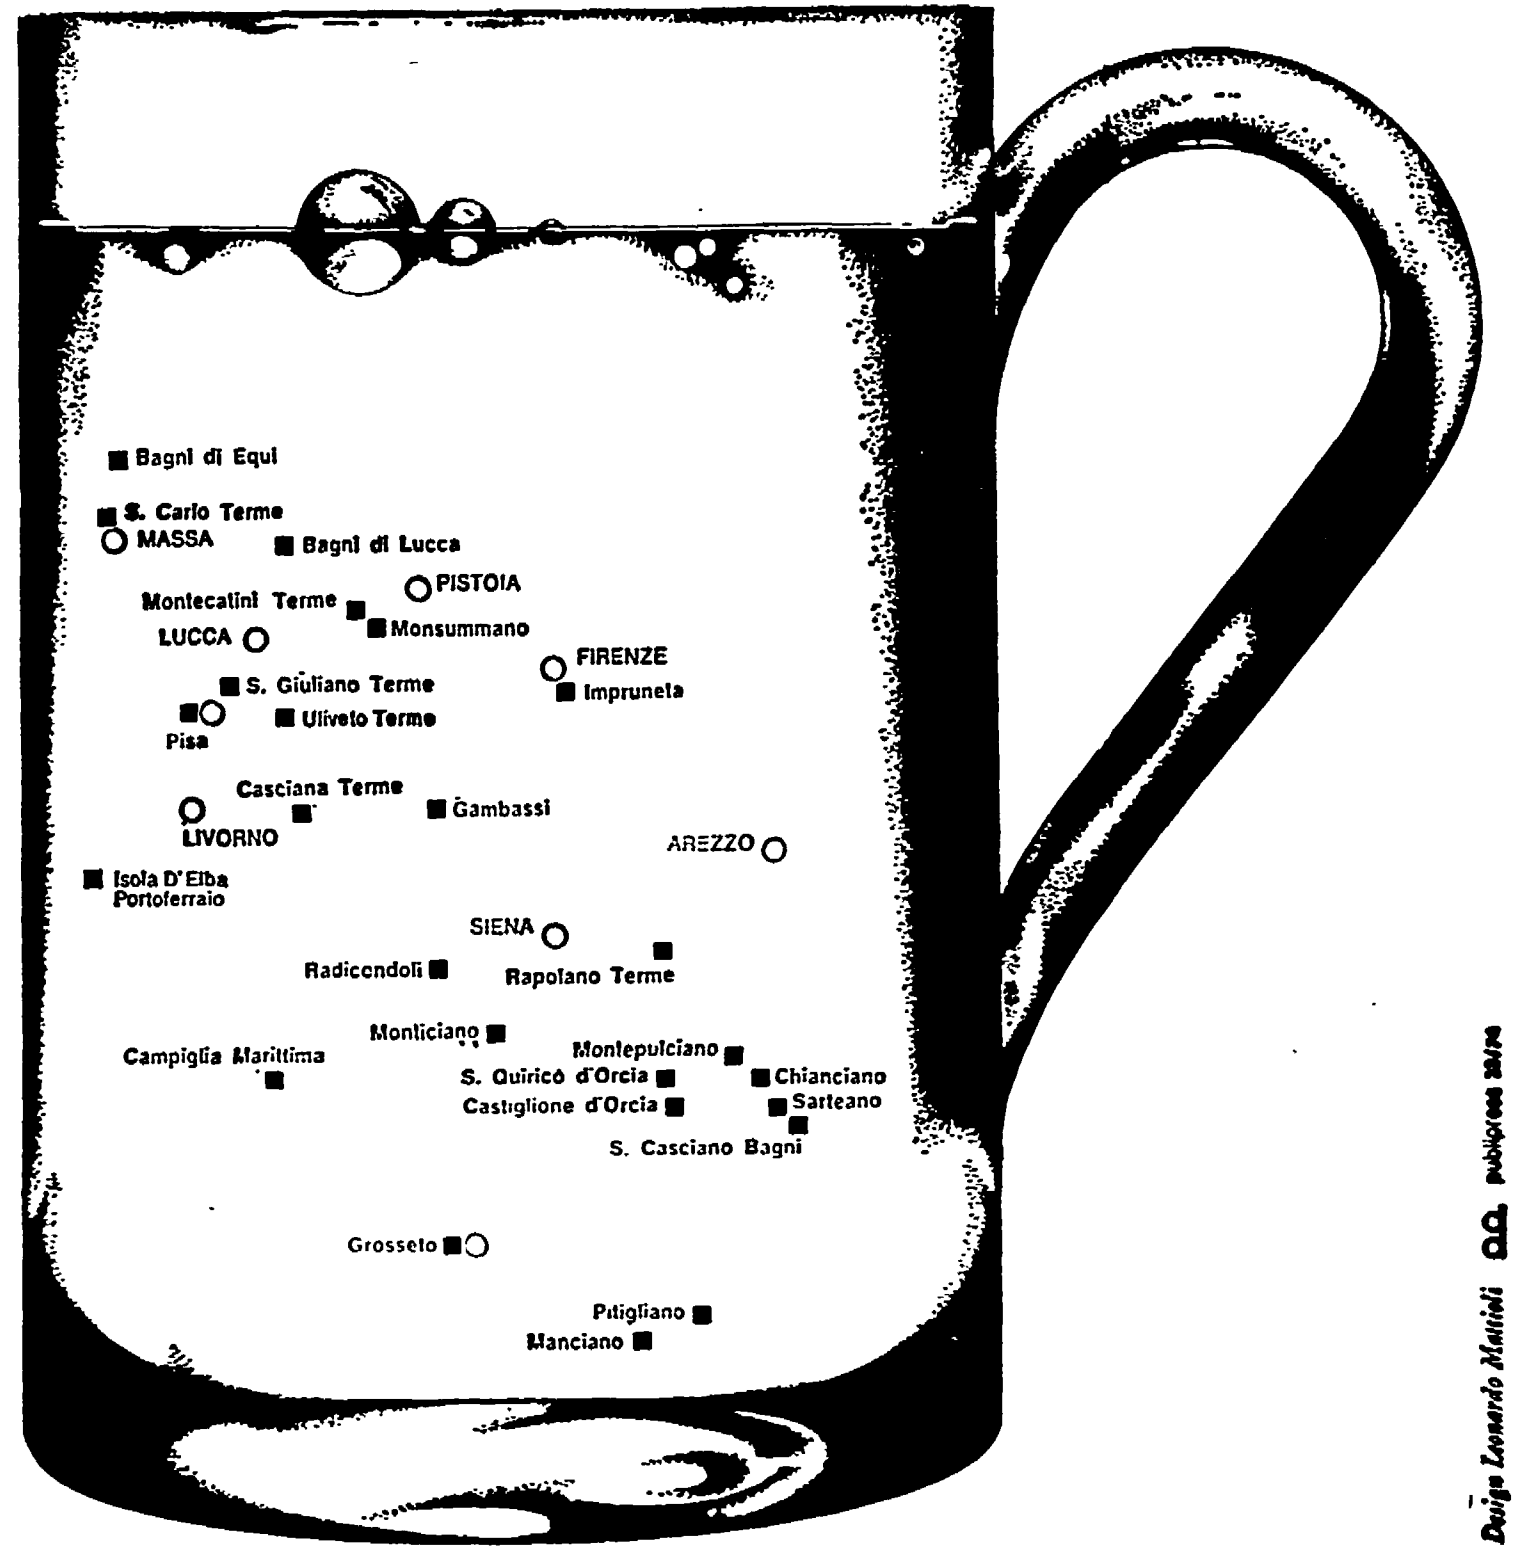 Bagni di Equi
S. Carlo Terme
MASSA
Bagni di Lucca
PISTOIA
Montecatini Terme
Monsummano
LUCCA
FIRENZE
S. Giuliano Terme
Impruneta
Uliveto Terme
Pisa
Casciana Terme
Gambassi
LIVORNO
AREZZO
Isola D'Elba
Portoferraio
SIENA
Radicondoli
Rapolano Terme
Monticiano
Montepulciano
Campiglia Marittima
S. Quirico d'Orcia
Chianciano
Castiglione d'Orcia
Sarteano
S. Casciano Bagni
Grosseto
Pitigliano
Manciano
Design Leonardo Mattioli publipress